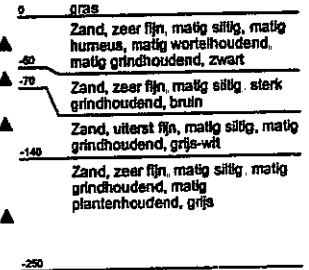 0 gras
Zand, zeer fijn, matig siltig, matig
humeus, matig wortelhoudend,
-60 matig grindhoudend, zwart
-70 Zand, zeer fijn, matig siltig, sterk
grindhoudend, bruin
Zand, uiterst fijn, matig siltig, matig
grindhoudend, grijs-wit
-140
Zand, zeer fijn, matig siltig, matig
grindhoudend, matig
plantenhoudend, grijs
-250